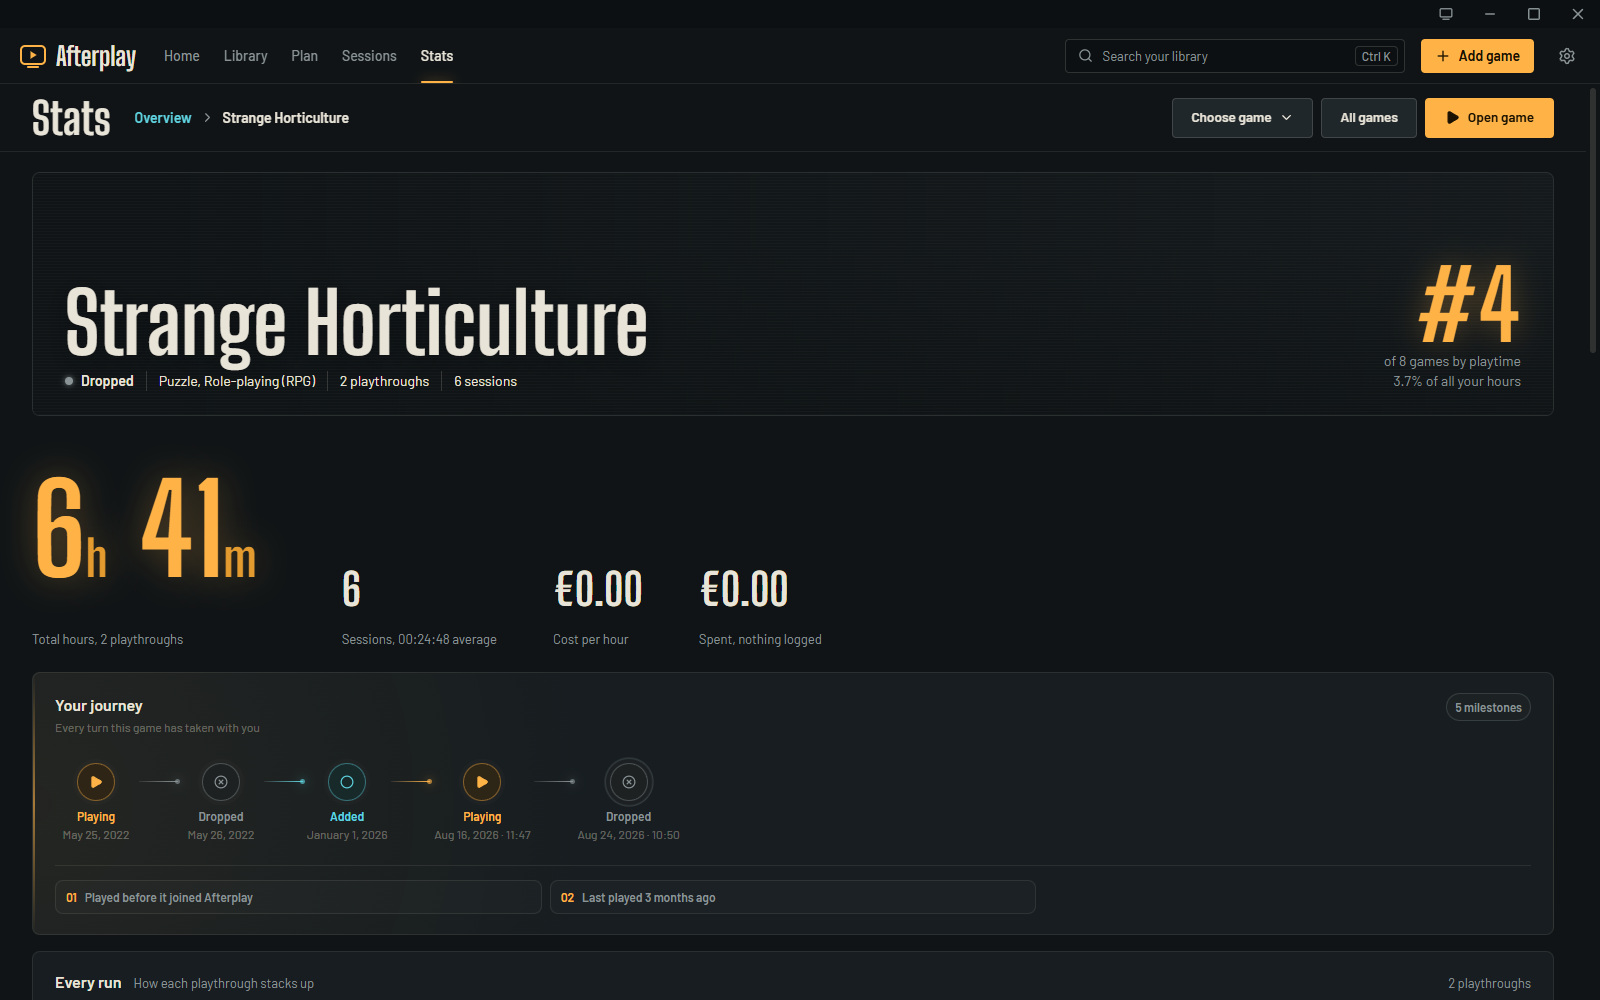 Afterplay
Home
Library
Plan
Sessions
Stats
Search your library
Ctrl K
Add game
Stats
Overview
Strange Horticulture
Choose game
All games
Open game
Strange Horticulture
Dropped
Puzzle, Role-playing (RPG)
2 playthroughs
6 sessions
#4
of 8 games by playtime
3.7% of all your hours
6h 41m
Total hours, 2 playthroughs
6
Sessions, 00:24:48 average
€0.00
Cost per hour
€0.00
Spent, nothing logged
Your journey
Every turn this game has taken with you
5 milestones
Playing
May 25, 2022
Dropped
May 26, 2022
Added
January 1, 2026
Playing
Aug 16, 2026 · 11:47
Dropped
Aug 24, 2026 · 10:50
01 Played before it joined Afterplay
02 Last played 3 months ago
Every run
How each playthrough stacks up
2 playthroughs